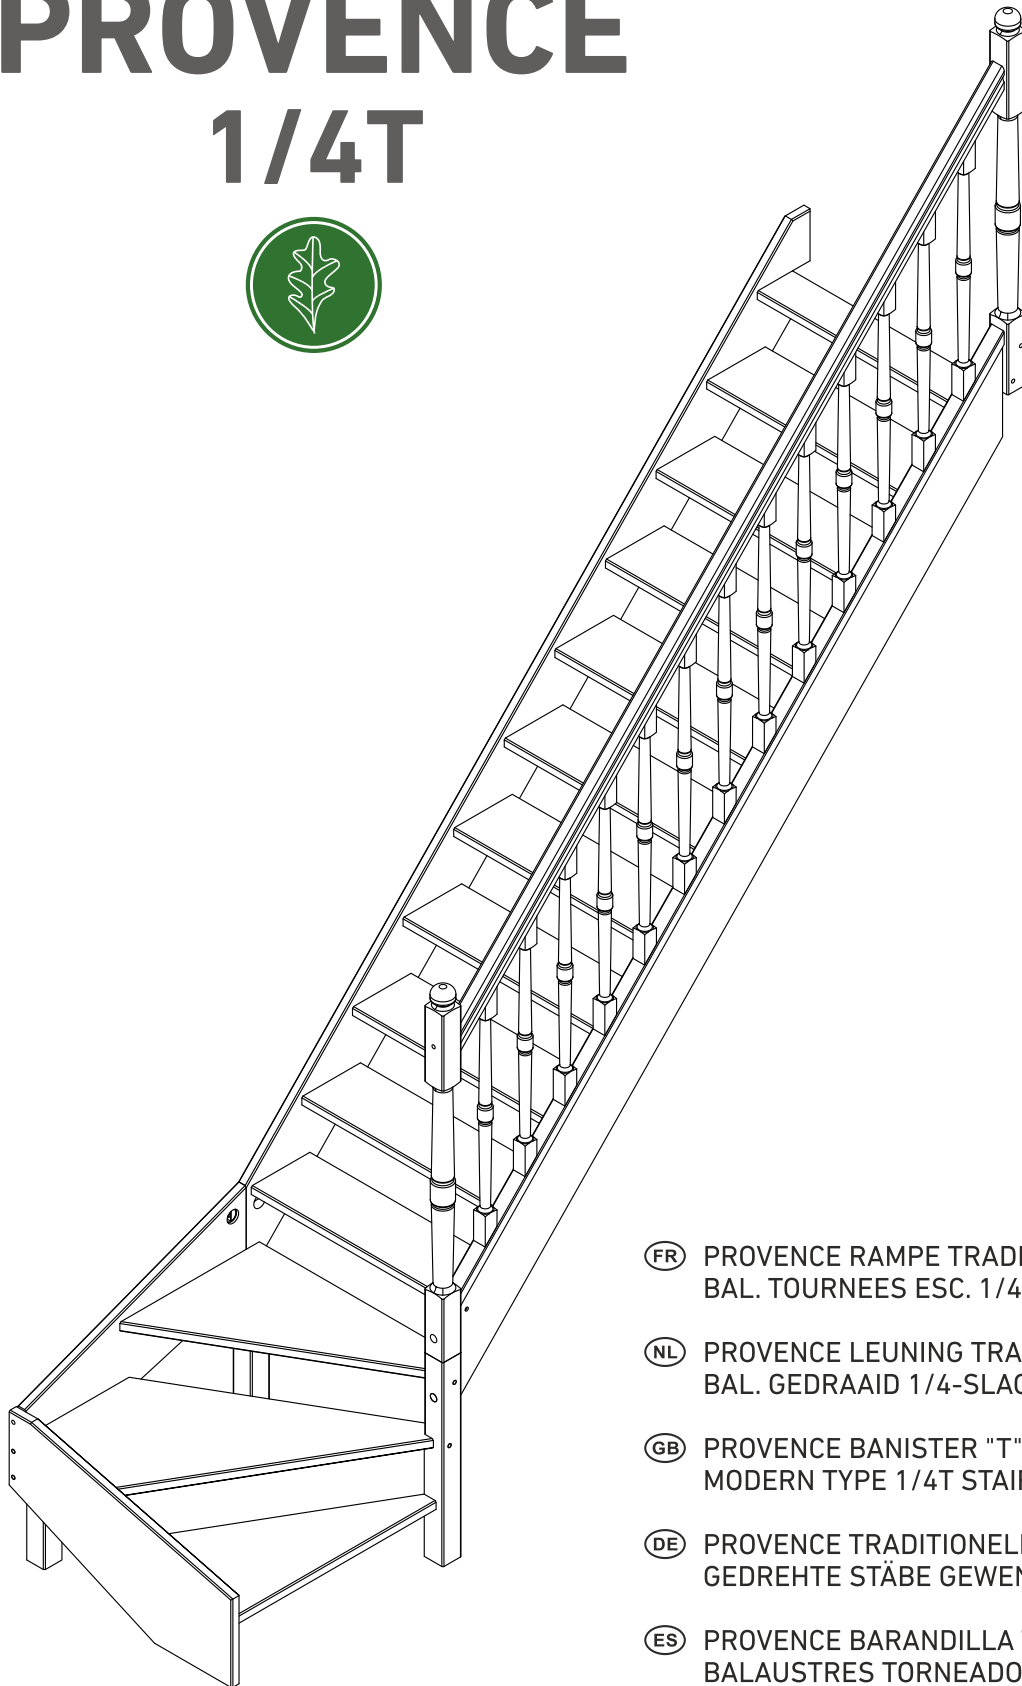 PROVENCE
1/4T
FR PROVENCE RAMPE TRADI
BAL. TOURNEES ESC. 1/4
NL PROVENCE LEUNING TRA
BAL. GEDRAAID 1/4-SLAG
GB PROVENCE BANISTER "T"
MODERN TYPE 1/4T STAIR
DE PROVENCE TRADITIONELL
GEDREHTE STÄBE GEWEN
ES PROVENCE BARANDILLA
BALAUSTRES TORNEADO